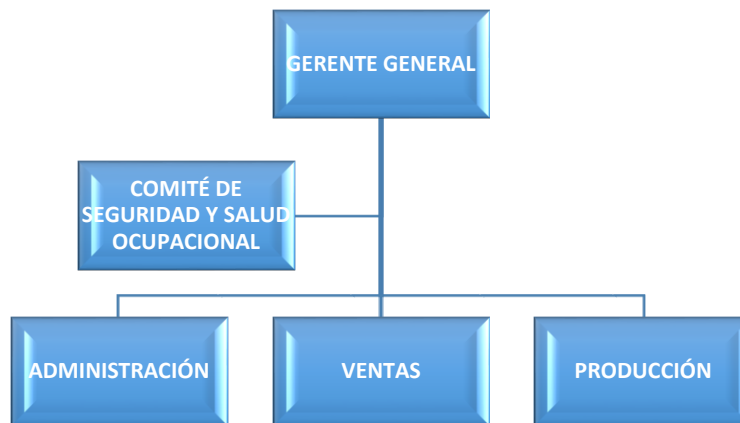 GERENTE GENERAL
COMITÉ DE
SEGURIDAD Y SALUD
OCUPACIONAL
ADMINISTRACIÓN
VENTAS
PRODUCCIÓN